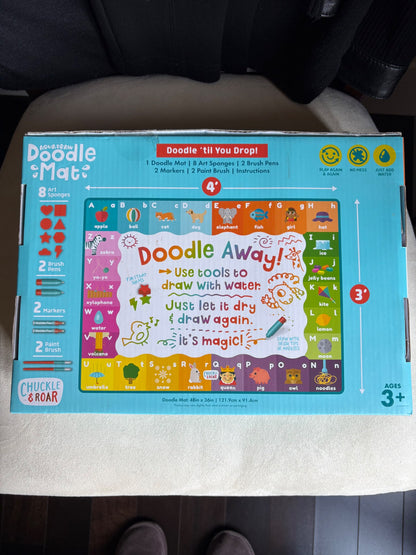 AQUADRAW
Doodle
Mat
Doodle 'til You Drop!
1 Doodle Mat | 8 Art Sponges | 2 Brush Pens
2 Markers | 2 Paint Brush | Instructions
PLAY AGAIN
& AGAIN
NO MESS
JUST ADD
WATER
8 Art
Sponges
2 Brush
Pens
2 Markers
2 Paint
Brush
CHUCKLE
& ROAR
4'
3'
A a apple
B b ball
C c cat
D d dog
E e elephant
F f fish
G g girl
H h hat
I i ice
J j jelly beans
K k kite
L l lemon
M m moon
N n noodles
O o owl
P p pig
Q q queen
R r rabbit
S s snow
T t tree
U u umbrella
V v volcano
W w water
X x xylophone
Y y yo-yo
Z z zebra
Doodle Away!
Use tools to
draw with water.
Just let it dry
& draw again.
It's magic!
CHUCKLE
& ROAR
Doodle Mat: 48in x 36in | 121.9cm x 91.4cm
AGES
3+